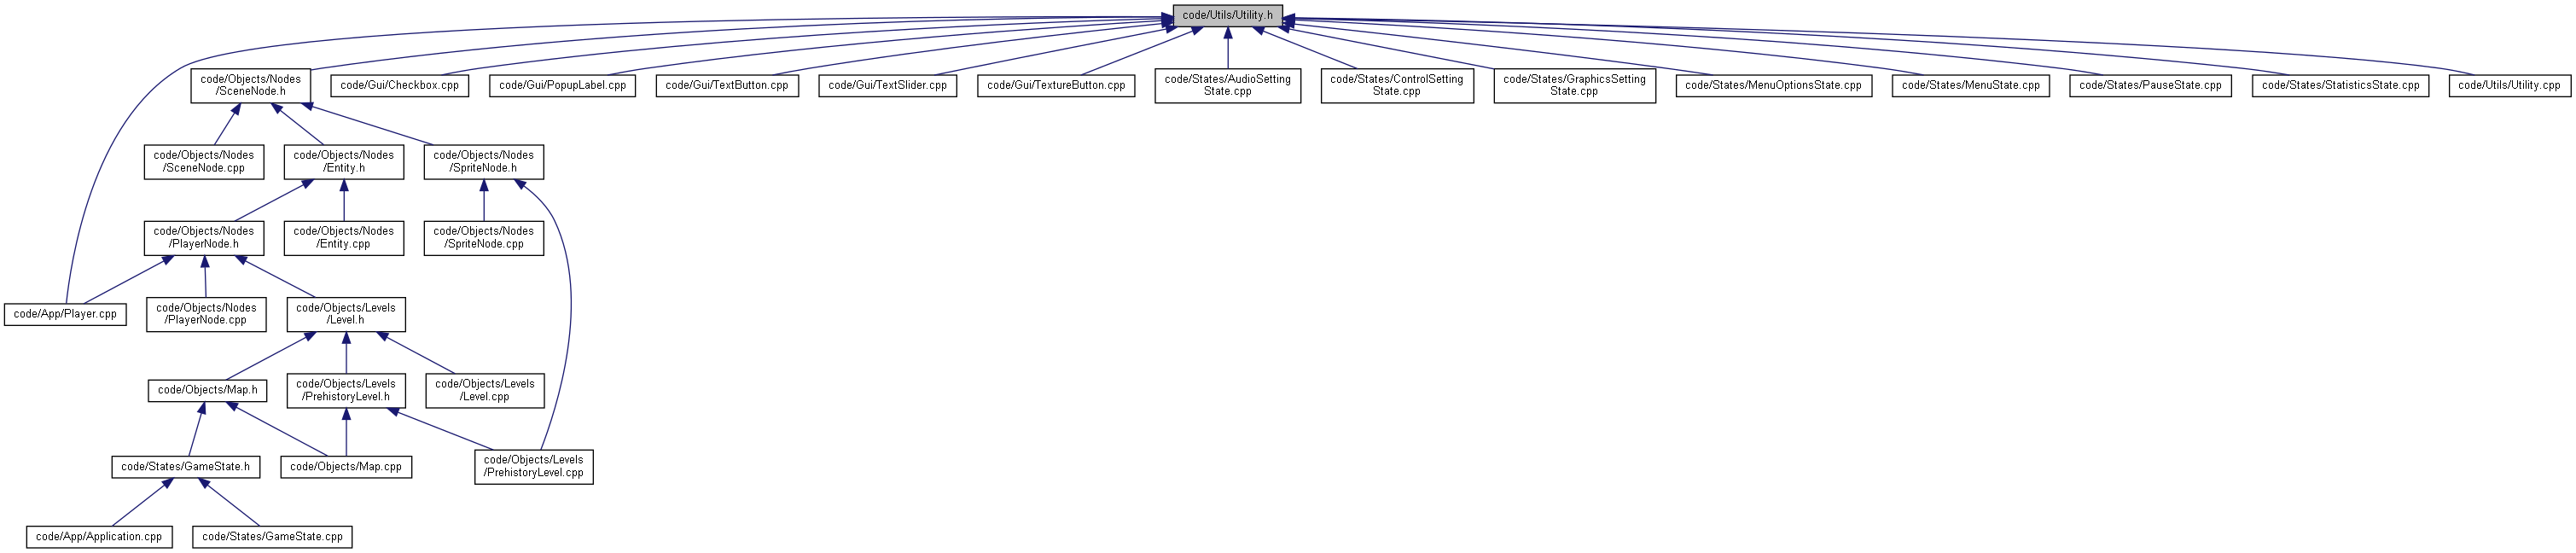 code/Utils/Utility.h
code/Objects/Nodes
/SceneNode.h
code/Gui/Checkbox.cpp
code/Gui/PopupLabel.cpp
code/Gui/TextButton.cpp
code/Gui/TextSlider.cpp
code/Gui/TextureButton.cpp
code/States/AudioSetting
State.cpp
code/States/ControlSetting
State.cpp
code/States/GraphicsSetting
State.cpp
code/States/MenuOptionsState.cpp
code/States/MenuState.cpp
code/States/PauseState.cpp
code/States/StatisticsState.cpp
code/Utils/Utility.cpp
code/Objects/Nodes
/SceneNode.cpp
code/Objects/Nodes
/Entity.h
code/Objects/Nodes
/SpriteNode.h
code/Objects/Nodes
/PlayerNode.h
code/Objects/Nodes
/Entity.cpp
code/Objects/Nodes
/SpriteNode.cpp
code/App/Player.cpp
code/Objects/Nodes
/PlayerNode.cpp
code/Objects/Levels
/Level.h
code/Objects/Map.h
code/Objects/Levels
/PrehistoryLevel.h
code/Objects/Levels
/Level.cpp
code/States/GameState.h
code/Objects/Map.cpp
code/Objects/Levels
/PrehistoryLevel.cpp
code/App/Application.cpp
code/States/GameState.cpp